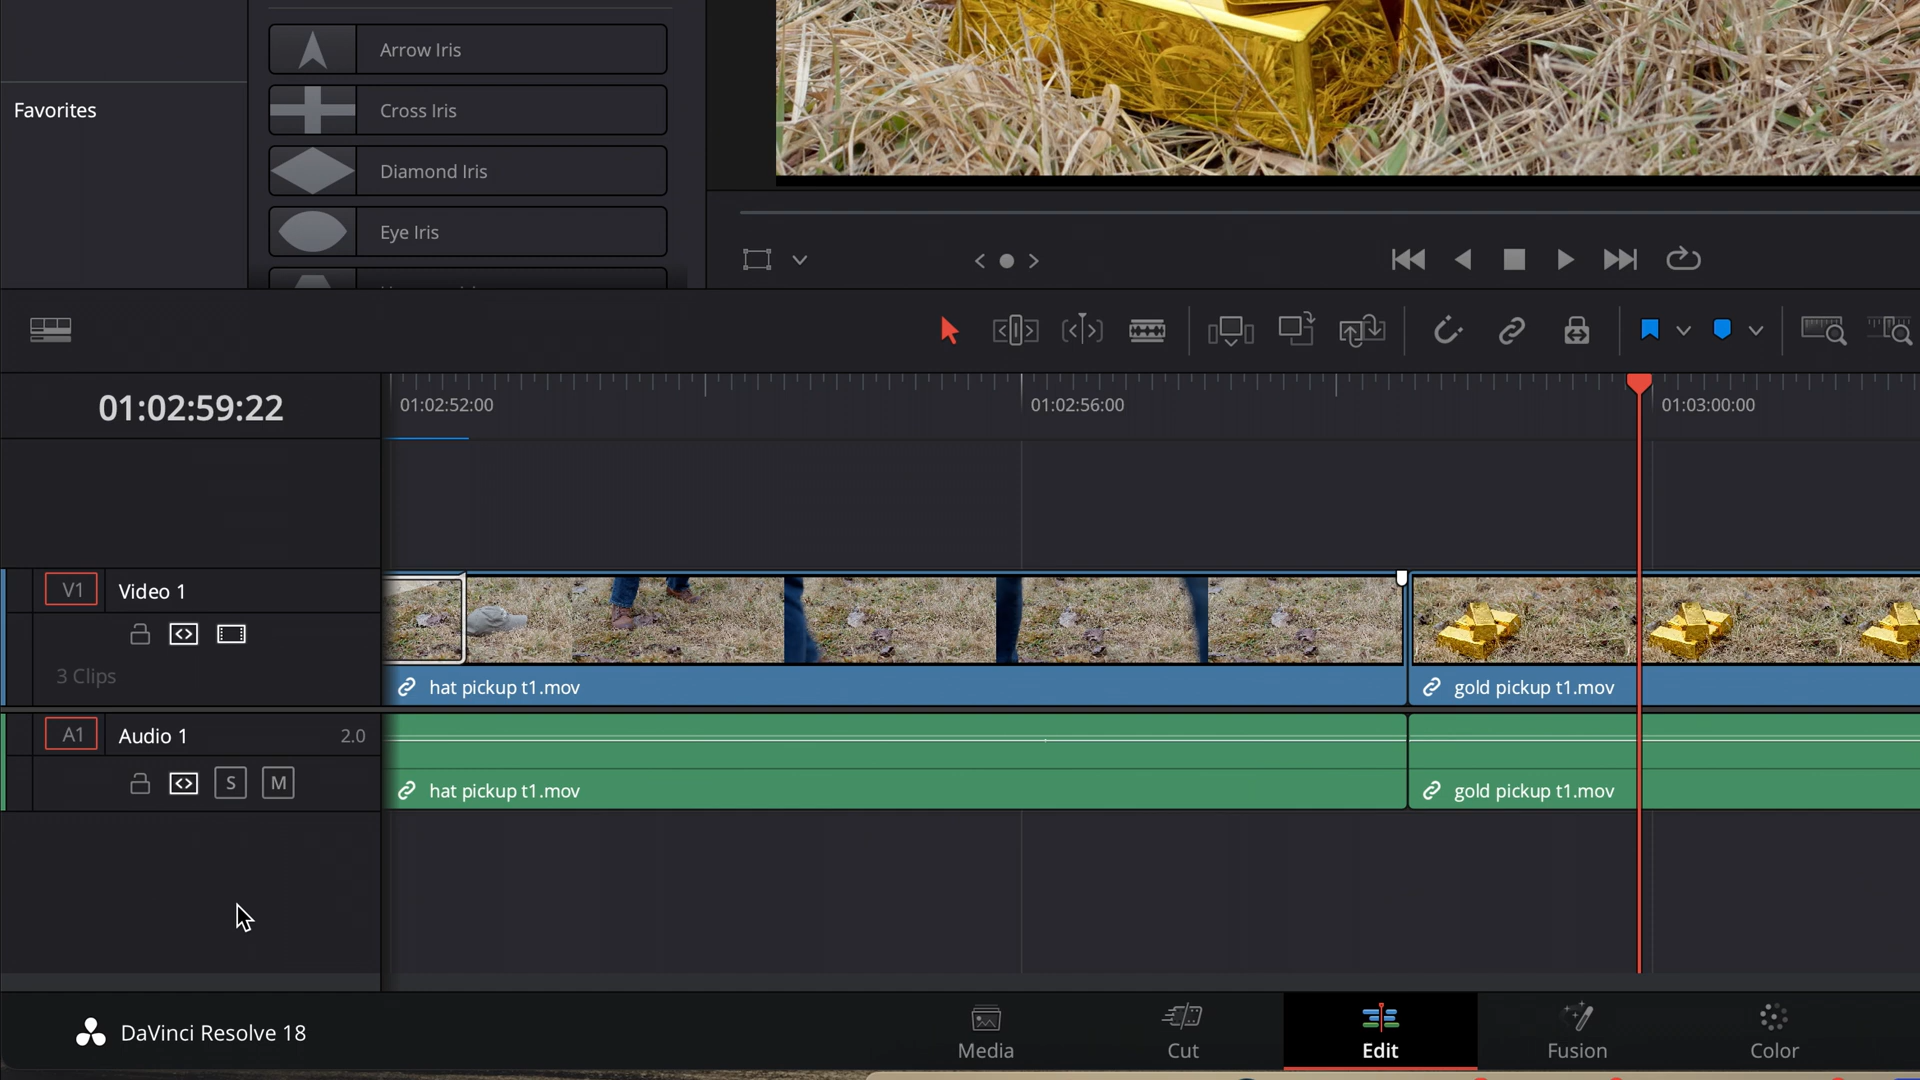 Arrow Iris
Favorites
Cross Iris
Diamond Iris
Eye Iris
01:02:59:22
01:02:52:00
01:02:56:00
01:03:00:00
V1
Video 1
3 Clips
hat pickup t1.mov
gold pickup t1.mov
A1
Audio 1
2.0
S
M
hat pickup t1.mov
gold pickup t1.mov
DaVinci Resolve 18
Media
Cut
Edit
Fusion
Color